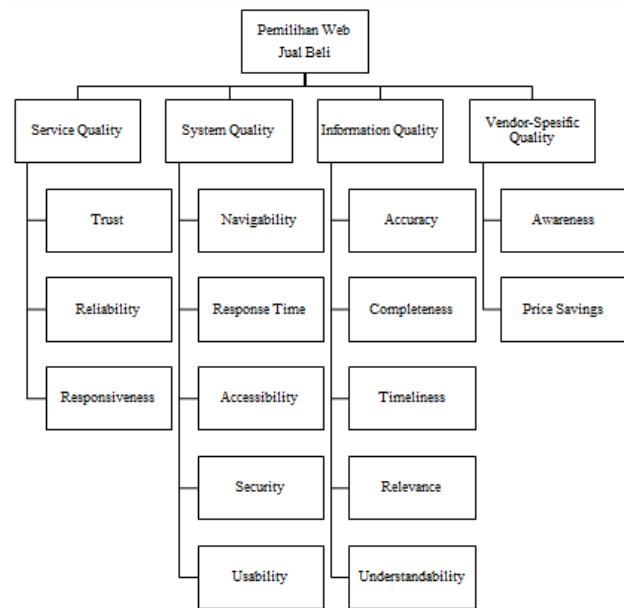 Pemilihan Web
Jual Beli
Service Quality
System Quality
Information Quality
Vendor-Spesific
Quality
Trust
Navigability
Accuracy
Awareness
Reliability
Response Time
Completeness
Price Savings
Responsiveness
Accessibility
Timeliness
Security
Relevance
Usability
Understandability